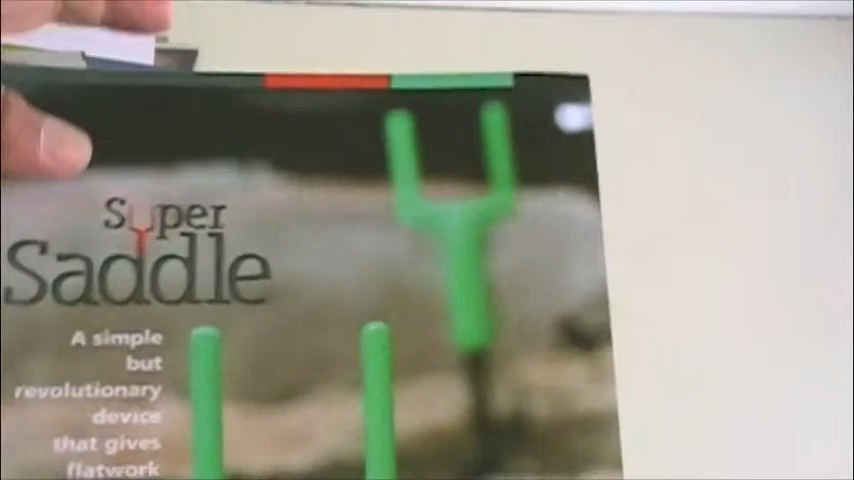 Super
Saddle
A simple
but
revolutionary
device
that gives
flatwork